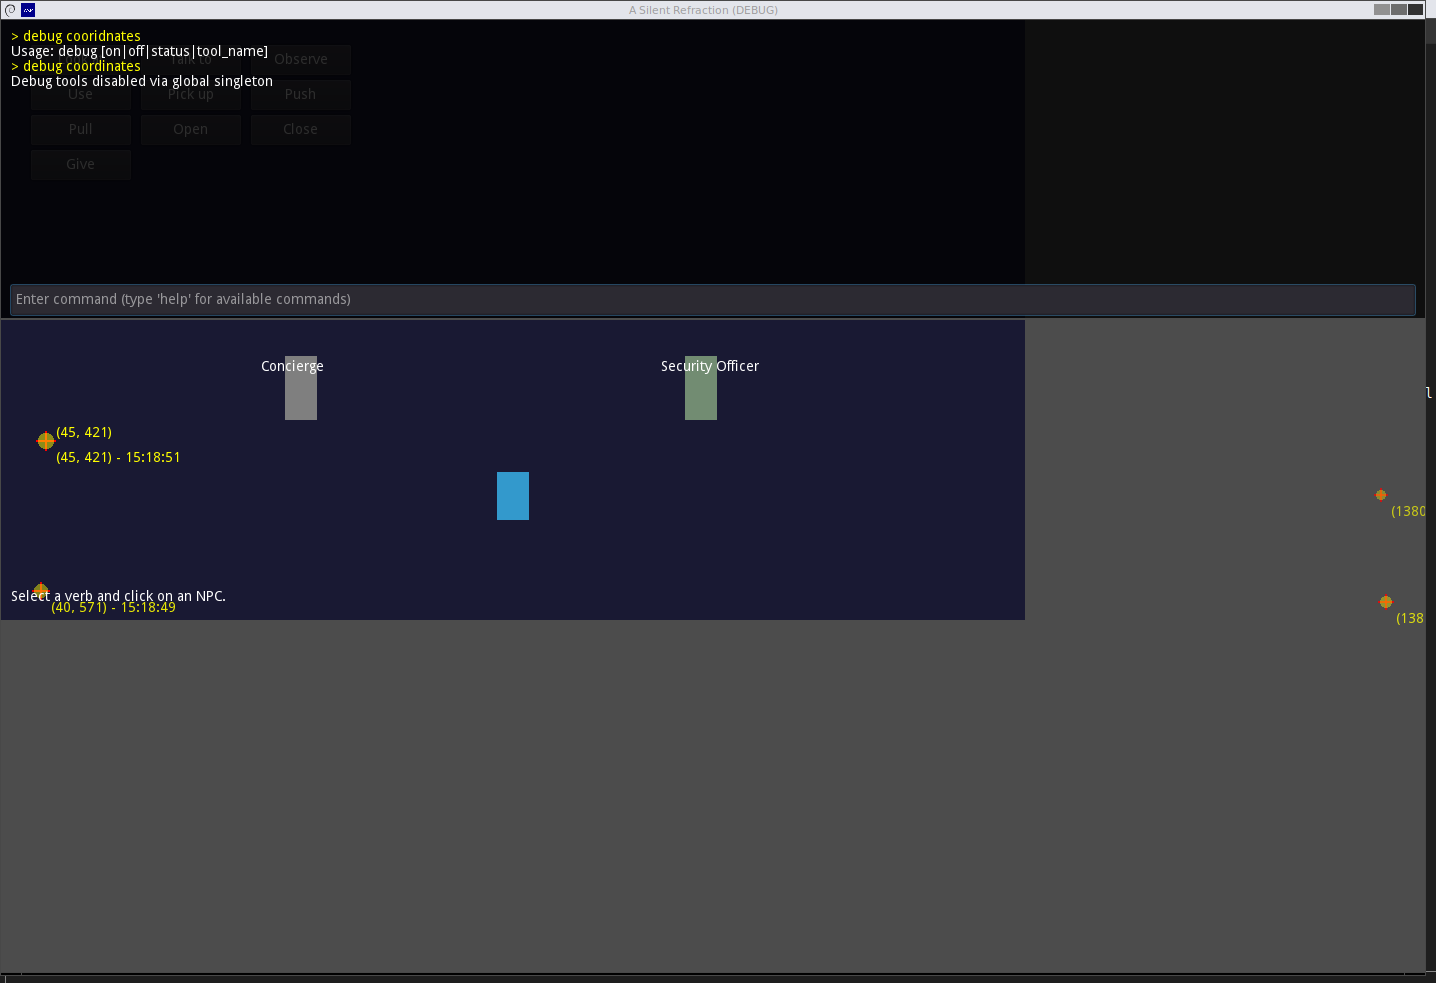 A Silent Refraction (DEBUG)
> debug cooridnates
Usage: debug [on|off|status|tool_name]
> debug coordinates
Debug tools disabled via global singleton
Talk to
Observe
Use
Pick up
Push
Pull
Open
Close
Give
Enter command (type 'help' for available commands)
Concierge
Security Officer
l
(45, 421)
(45, 421) - 15:18:51
(1380
Select a verb and click on an NPC.
(40, 571) - 15:18:49
(138